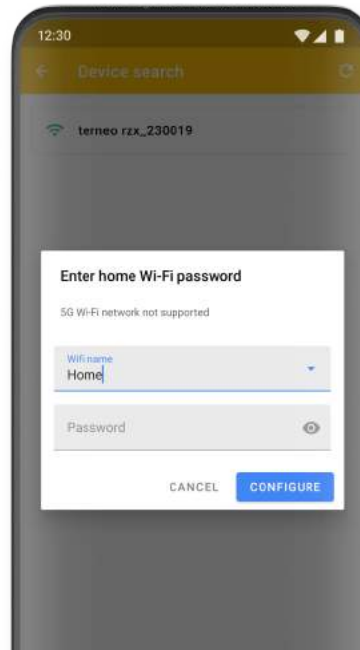 12:30
Device search
terneo rzx_230019
Enter home Wi-Fi password
5G Wi-Fi network not supported
Wifi name
Home
Password
CANCEL
CONFIGURE